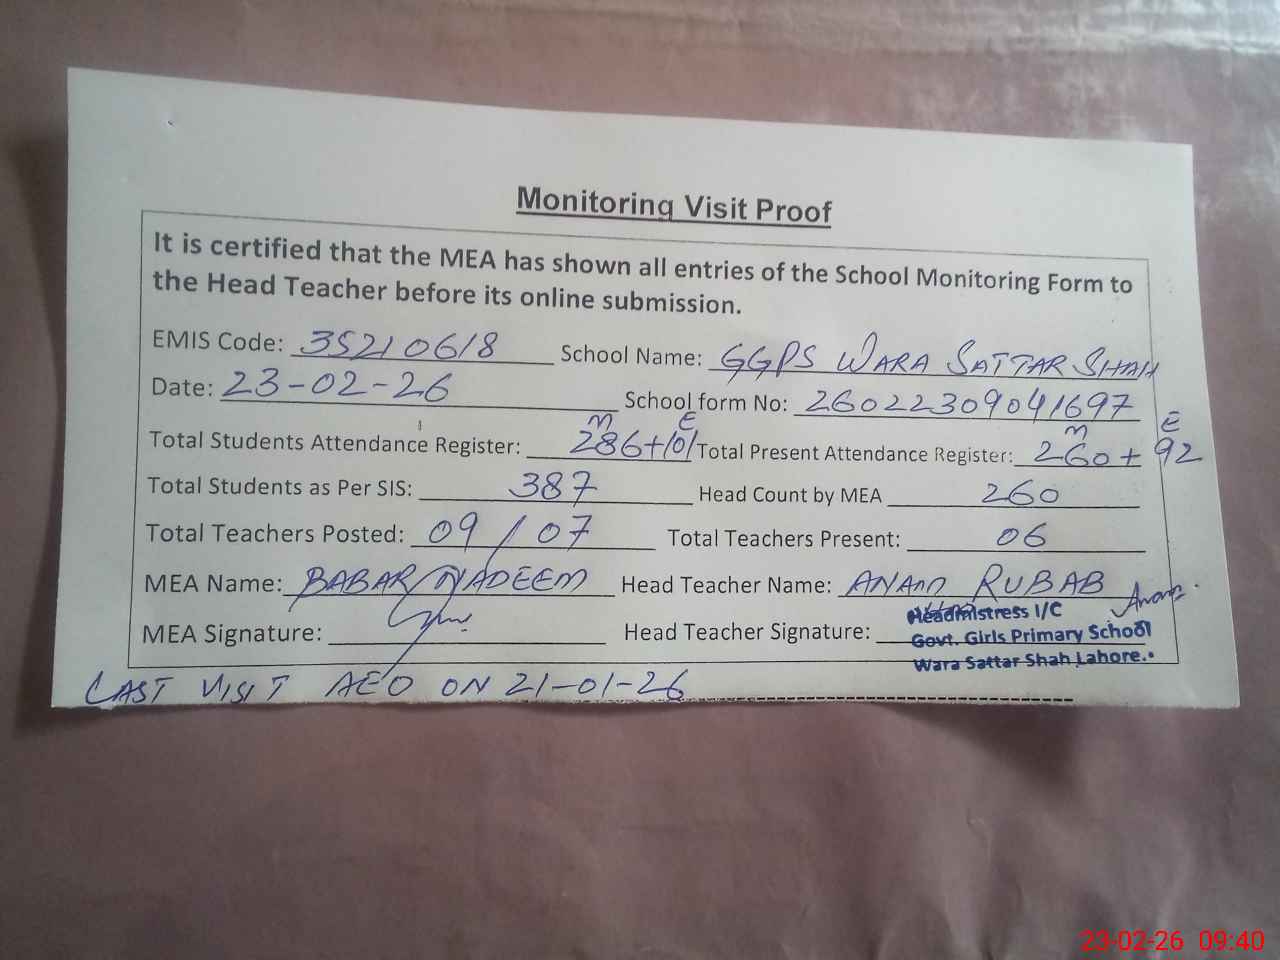 Monitoring Visit Proof
It is certified that the MEA has shown all entries of the School Monitoring Form to
the Head Teacher before its online submission.
EMIS Code: 35210618 School Name: GGPS WARA SATTAR SHAH
Date: 23-02-26 School form No: 26022309041697
M E M E
Total Students Attendance Register: 286+101 Total Present Attendance Register: 260 + 92
Total Students as Per SIS: 387 Head Count by MEA 260
Total Teachers Posted: 09 / 07 Total Teachers Present: 06
MEA Name: BABAR NADEEM Head Teacher Name: ANAM RUBAB
MEA Signature: Head Teacher Signature: Anam
Headmistress I/C
Govt. Girls Primary School
Wara Sattar Shah Lahore.
LAST VISIT AEO ON 21-01-26
23-02-26 09:40